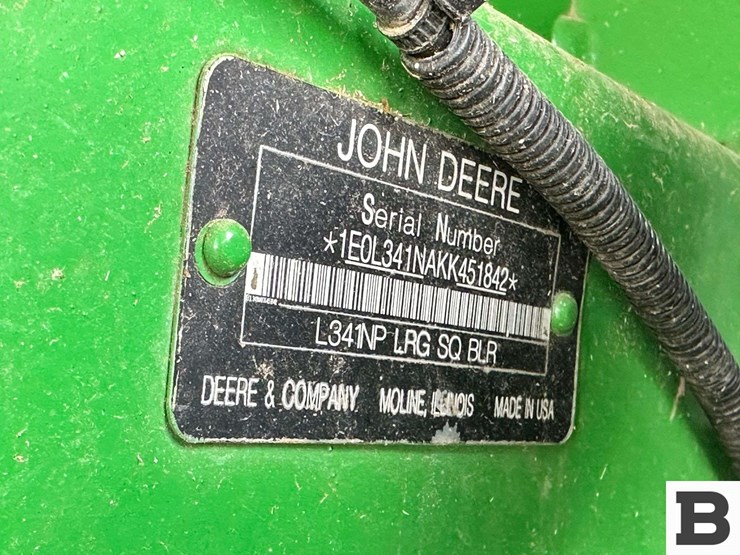 JOHN DEERE
Serial Number
*1E0L341NAKK451842*
L341NP LRG SQ BLR
DEERE & COMPANY MOLINE, ILLINOIS MADE IN USA
B